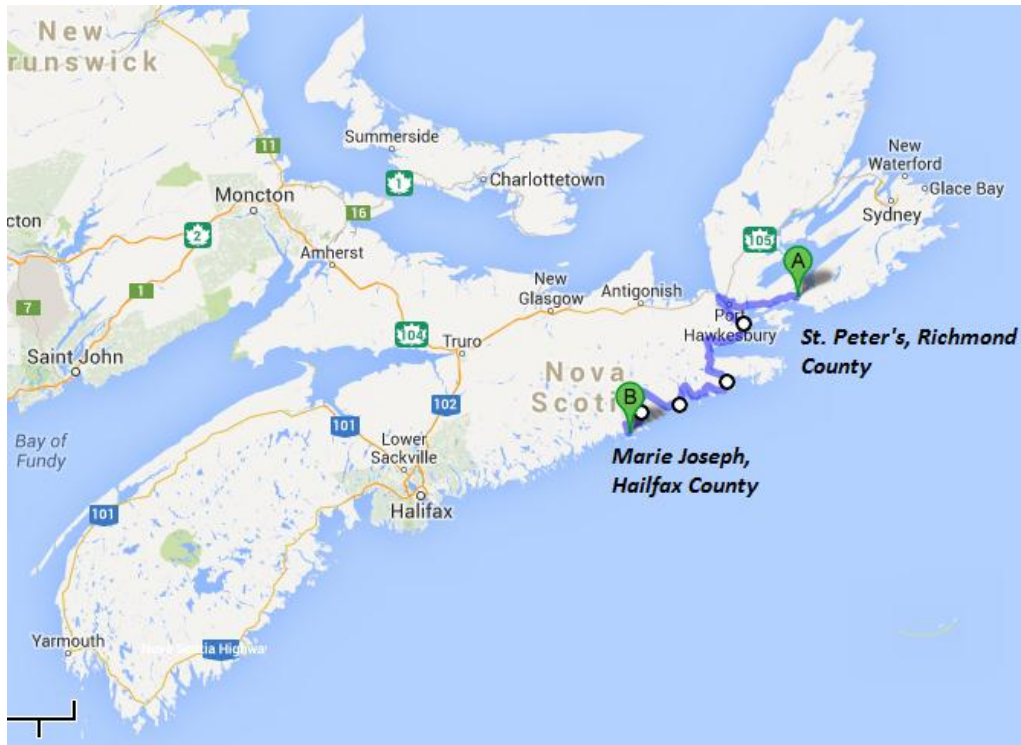 New
runswick
11
Summerside
1
Charlottetown
New
Waterford
Glace Bay
Sydney
Moncton
16
2
cton
Amherst
105
A
New
Glasgow
Antigonish
1
7
104
Port
Hawkesbury
St. Peter's, Richmond
County
Truro
Saint John
Nova
Scoti
B
102
101
Bay of
Fundy
Lower
Sackville
Marie Joseph,
Hailfax County
Halifax
101
Yarmouth
Nova Scotia Highway